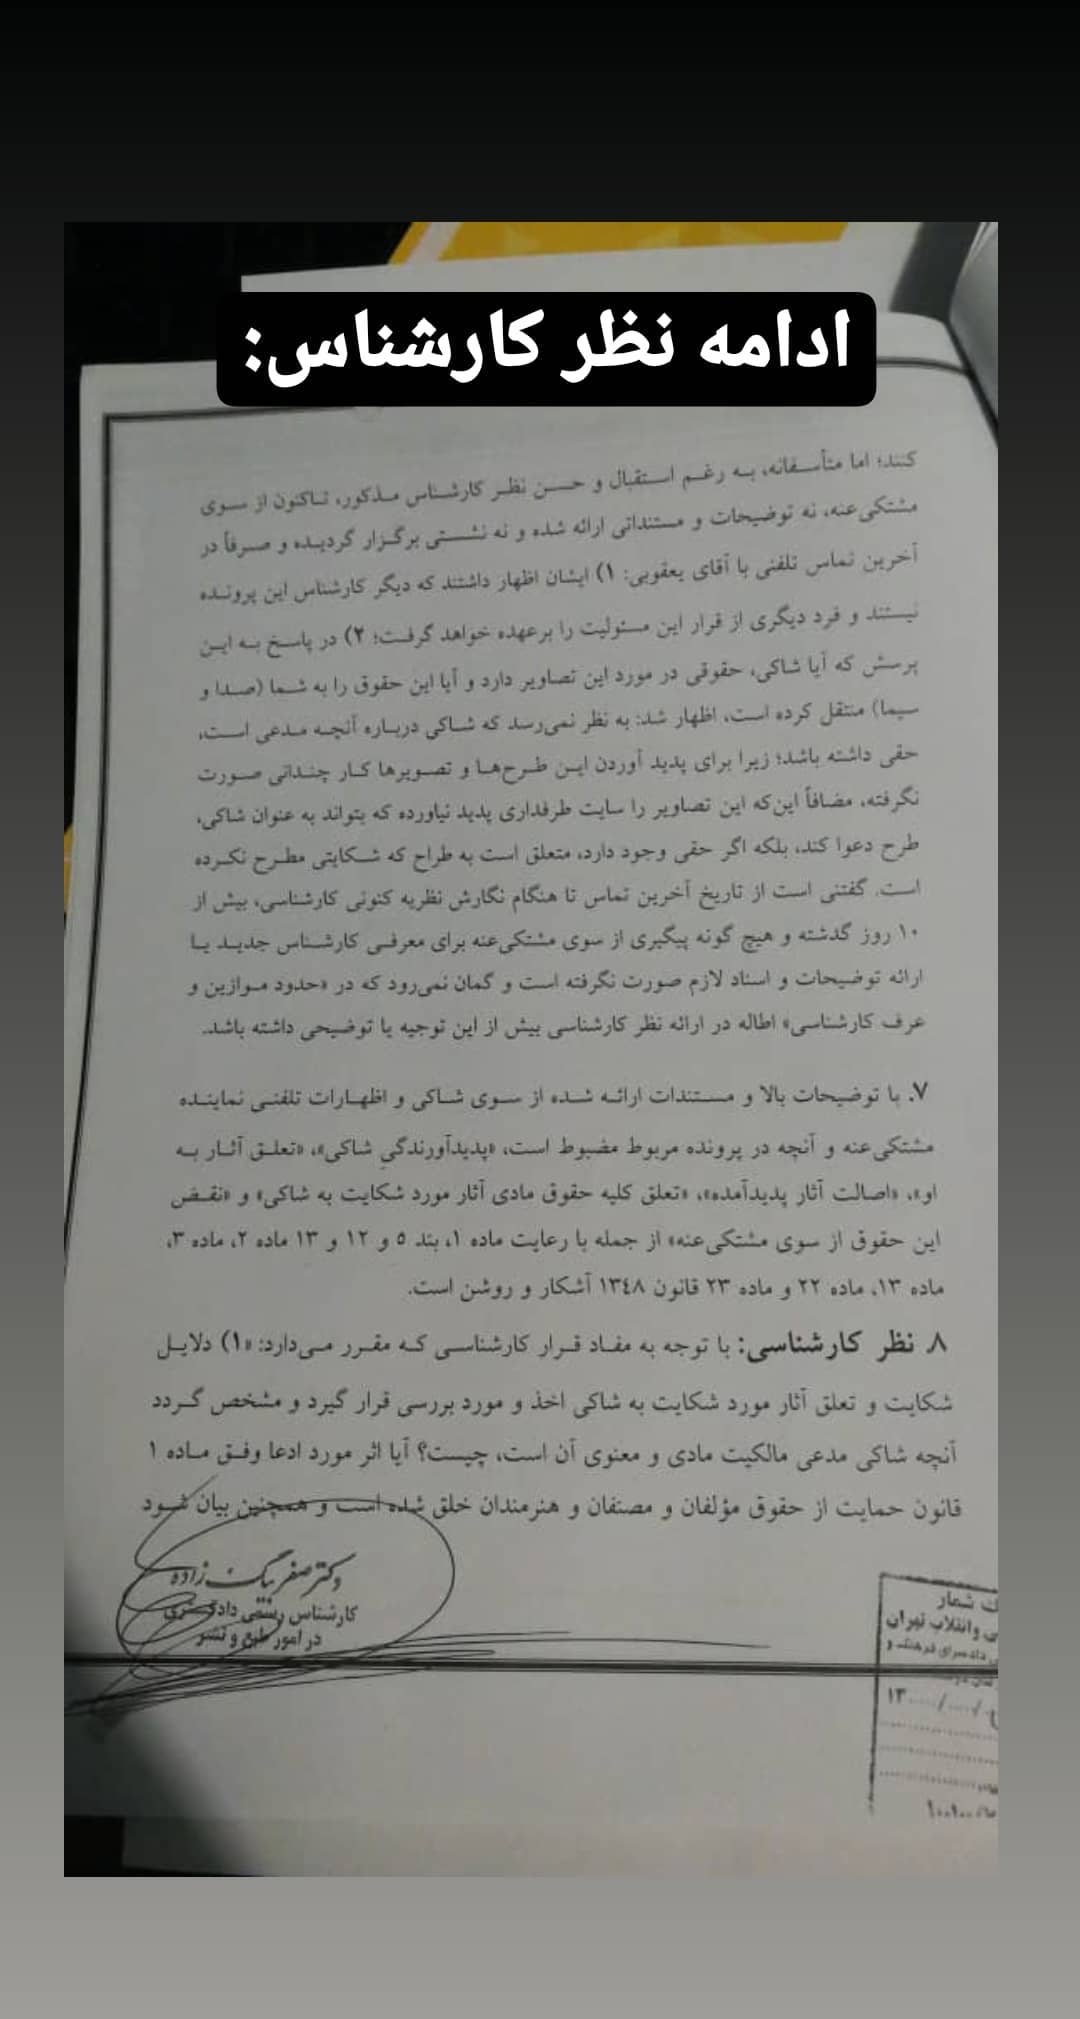 ادامه نظر کارشناس:
کنند؛ اما متأسفانه، به رغم استقبال و حسن نظر کارشناس مذکور، تاکنون از سوی
مشتکی‌عنه، نه توضیحات و مستنداتی ارائه شده و نه نشستی برگزار گردیده و صرفاً در
آخرین تماس تلفنی با آقای یعقوبی: ۱) ایشان اظهار داشتند که دیگر کارشناس این پرونده
نیستند و فرد دیگری از قرار این مسئولیت را برعهده خواهد گرفت؛ ۲) در پاسخ به این
پرسش که آیا شاکی، حقوقی در مورد این تصاویر دارد و آیا این حقوق را به شما (صدا و
سیما) منتقل کرده است، اظهار شد: به نظر نمی‌رسد که شاکی درباره آنچه مدعی است،
حقی داشته باشد؛ زیرا برای پدید آوردن این طرح‌ها و تصویرها کار چندانی صورت
نگرفته، مضافاً این‌که این تصاویر را سایت طرفداری پدید نیاورده که بتواند به عنوان شاکی،
طرح دعوا کند، بلکه اگر حقی وجود دارد، متعلق است به طراح که شکایتی مطرح نکرده
است. گفتنی است از تاریخ آخرین تماس تا هنگام نگارش نظریه کنونی کارشناسی، بیش از
۱۰ روز گذشته و هیچ گونه پیگیری از سوی مشتکی‌عنه برای معرفی کارشناس جدید یا
ارائه توضیحات و اسناد لازم صورت نگرفته است و گمان نمی‌رود که در «حدود موازین و
عرف کارشناسی» اطاله در ارائه نظر کارشناسی بیش از این توجیه یا توضیحی داشته باشد.
۷. با توضیحات بالا و مستندات ارائه شده از سوی شاکی و اظهارات تلفنی نماینده
مشتکی‌عنه و آنچه در پرونده مربوط مضبوط است، «پدیدآورندگیِ شاکی»، «تعلق آثار به
او»، «اصالت آثار پدیدآمده»، «تعلق کلیه حقوق مادی آثار مورد شکایت به شاکی» و «نقض
این حقوق از سوی مشتکی‌عنه» از جمله با رعایت ماده ۱، بند ۵ و ۱۲ و ۱۳ ماده ۲، ماده ۳،
ماده ۱۳، ماده ۲۲ و ماده ۲۳ قانون ۱۳٤۸ آشکار و روشن است.
۸. نظر کارشناسی: با توجه به مفاد قرار کارشناسی که مقرر می‌دارد: «۱) دلایل
شکایت و تعلق آثار مورد شکایت به شاکی اخذ و مورد بررسی قرار گیرد و مشخص گردد
آنچه شاکی مدعی مالکیت مادی و معنوی آن است، چیست؟ آیا اثر مورد ادعا وفق ماده ۱
قانون حمایت از حقوق مؤلفان و مصنفان و هنرمندان خلق شده است و همچنین بیان شود
دکتر صفر بیگ زاده
کارشناس رسمی دادگستری
در امور طبع و نشر
شمار
و انقلاب تهران
دادسرای فرهنگ و
۱۳..../..../